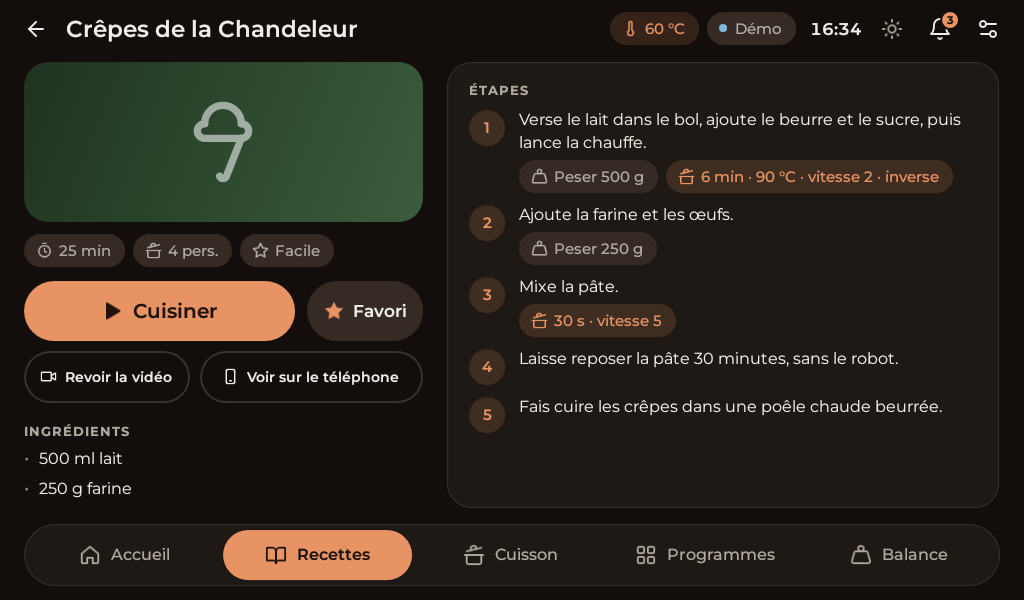 Crêpes de la Chandeleur
60 °C
Démo
16:34
3
25 min
4 pers.
Facile
Cuisiner
Favori
Revoir la vidéo
Voir sur le téléphone
INGRÉDIENTS
· 500 ml lait
· 250 g farine
ÉTAPES
1
Verse le lait dans le bol, ajoute le beurre et le sucre, puis
lance la chauffe.
Peser 500 g
6 min · 90 °C · vitesse 2 · inverse
2
Ajoute la farine et les œufs.
Peser 250 g
3
Mixe la pâte.
30 s · vitesse 5
4
Laisse reposer la pâte 30 minutes, sans le robot.
5
Fais cuire les crêpes dans une poêle chaude beurrée.
Accueil
Recettes
Cuisson
Programmes
Balance